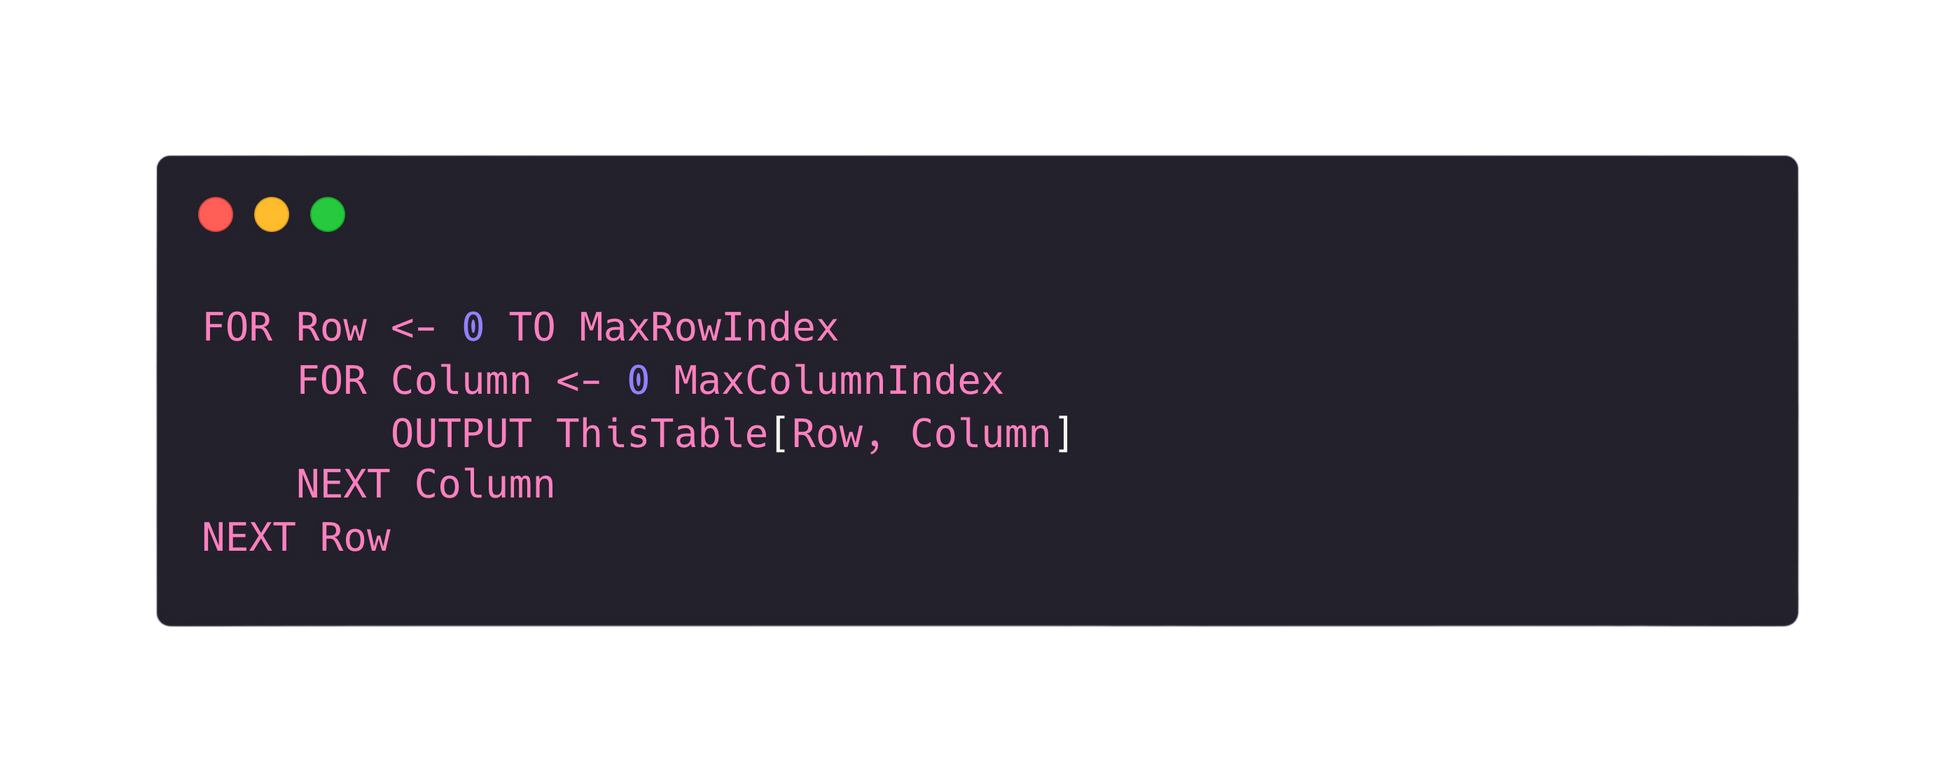 FOR Row <- 0 TO MaxRowIndex
    FOR Column <- 0 MaxColumnIndex
        OUTPUT ThisTable[Row, Column]
    NEXT Column
NEXT Row